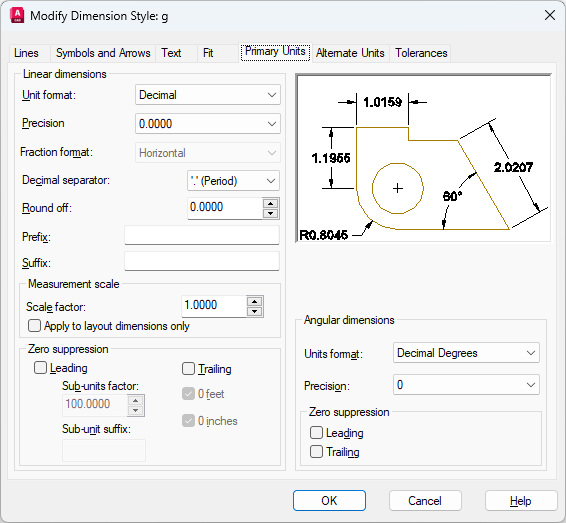 Modify Dimension Style: g
Lines
Symbols and Arrows
Text
Fit
Primary Units
Alternate Units
Tolerances
Linear dimensions
Unit format:
Decimal
Precision
0.0000
Fraction format:
Horizontal
Decimal separator:
'.' (Period)
Round off:
0.0000
Prefix:
Suffix:
Measurement scale
Scale factor:
1.0000
Apply to layout dimensions only
Zero suppression
Leading
Sub-units factor:
100.0000
Sub-unit suffix:
Trailing
0 feet
0 inches
1.0159
1.1955
2.0207
60°
R0.8045
Angular dimensions
Units format:
Decimal Degrees
Precision:
0
Zero suppression
Leading
Trailing
OK
Cancel
Help